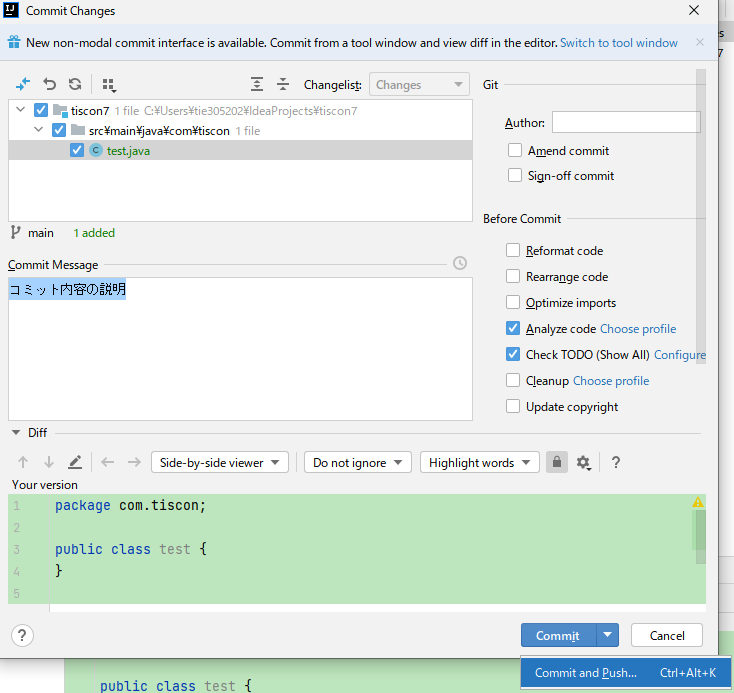 IJ Commit Changes
New non-modal commit interface is available. Commit from a tool window and view diff in the editor. Switch to tool window
Changelist: Changes
tiscon7 1 file C:¥Users¥tie305202¥IdeaProjects¥tiscon7
src¥main¥java¥com¥tiscon 1 file
C test.java
main 1 added
Commit Message
コミット内容の説明
Git
Author:
Amend commit
Sign-off commit
Before Commit
Reformat code
Rearrange code
Optimize imports
Analyze code Choose profile
Check TODO (Show All) Configure
Cleanup Choose profile
Update copyright
Diff
Side-by-side viewer Do not ignore Highlight words ?
Your version
1 package com.tiscon;
2
3 public class test {
4 }
5
? Commit Cancel
Commit and Push... Ctrl+Alt+K
public class test {
es
7